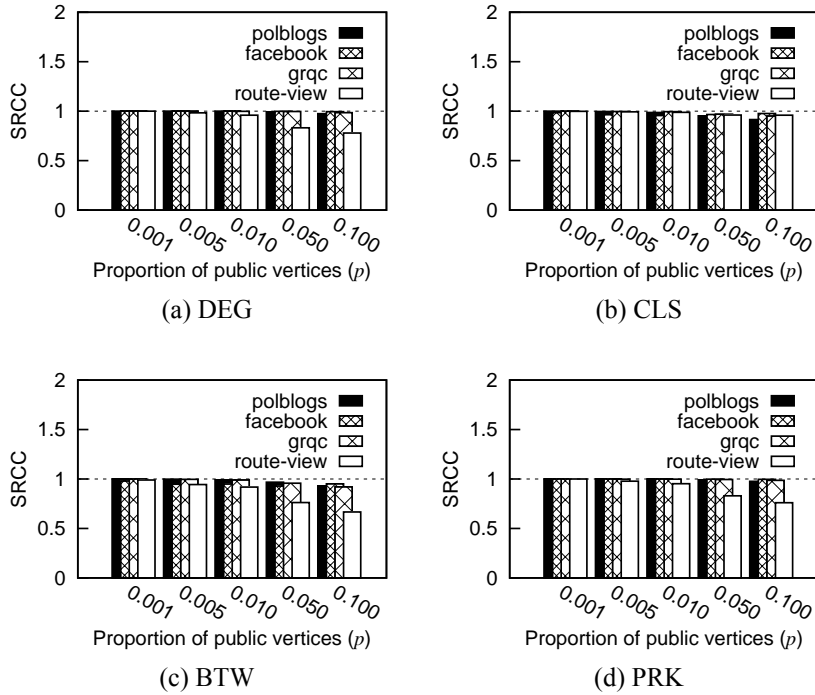 SRCC
2
1.5
1
0.5
0
polblogs
facebook
grqc
route-view
0.001
0.005
0.010
0.050
0.100
Proportion of public vertices (p)
(a) DEG
SRCC
2
1.5
1
0.5
0
polblogs
facebook
grqc
route-view
0.001
0.005
0.010
0.050
0.100
Proportion of public vertices (p)
(b) CLS
SRCC
2
1.5
1
0.5
0
polblogs
facebook
grqc
route-view
0.001
0.005
0.010
0.050
0.100
Proportion of public vertices (p)
(c) BTW
SRCC
2
1.5
1
0.5
0
polblogs
facebook
grqc
route-view
0.001
0.005
0.010
0.050
0.100
Proportion of public vertices (p)
(d) PRK